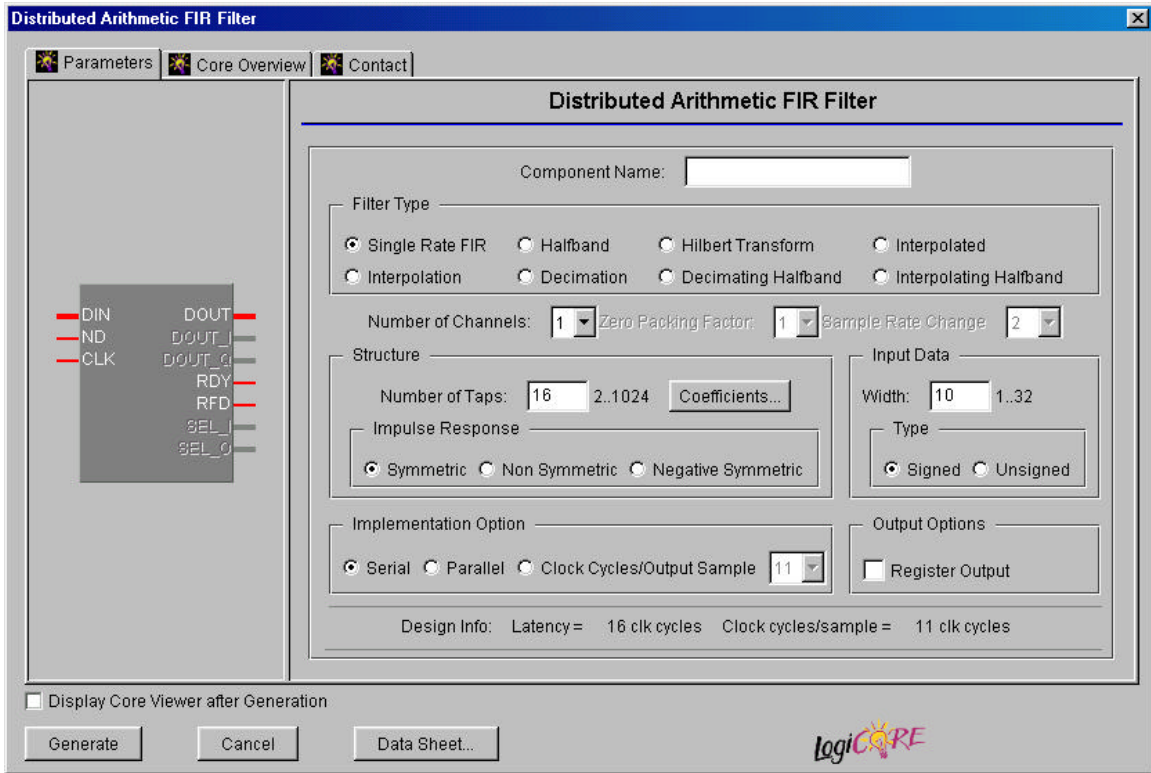 Distributed Arithmetic FIR Filter
Parameters
Core Overview
Contact
DIN
ND
CLK
DOUT
DOUT_I
DOUT_Q
RDY
RFD
SEL_I
SEL_O
Distributed Arithmetic FIR Filter
Component Name:
Filter Type
Single Rate FIR Halfband Hilbert Transform Interpolated
Interpolation Decimation Decimating Halfband Interpolating Halfband
Number of Channels: 1 Zero Packing Factor: 1 Sample Rate Change 2
Structure
Number of Taps: 16 2..1024 Coefficients...
Impulse Response
Symmetric Non Symmetric Negative Symmetric
Input Data
Width: 10 1..32
Type
Signed Unsigned
Implementation Option
Serial Parallel Clock Cycles/Output Sample 11
Output Options
Register Output
Design Info: Latency = 16 clk cycles Clock cycles/sample = 11 clk cycles
Display Core Viewer after Generation
Generate Cancel Data Sheet...
LogiCORE